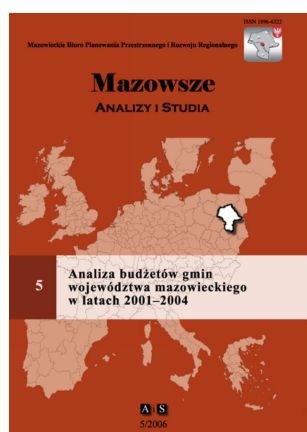 ISSN 1896-6322
Mazowieckie Biuro Planowania Przestrzennego i Rozwoju Regionalnego
Mazowsze
ANALIZY I STUDIA
5
Analiza budżetów gmin
województwa mazowieckiego
w latach 2001–2004
A i S
5/2006